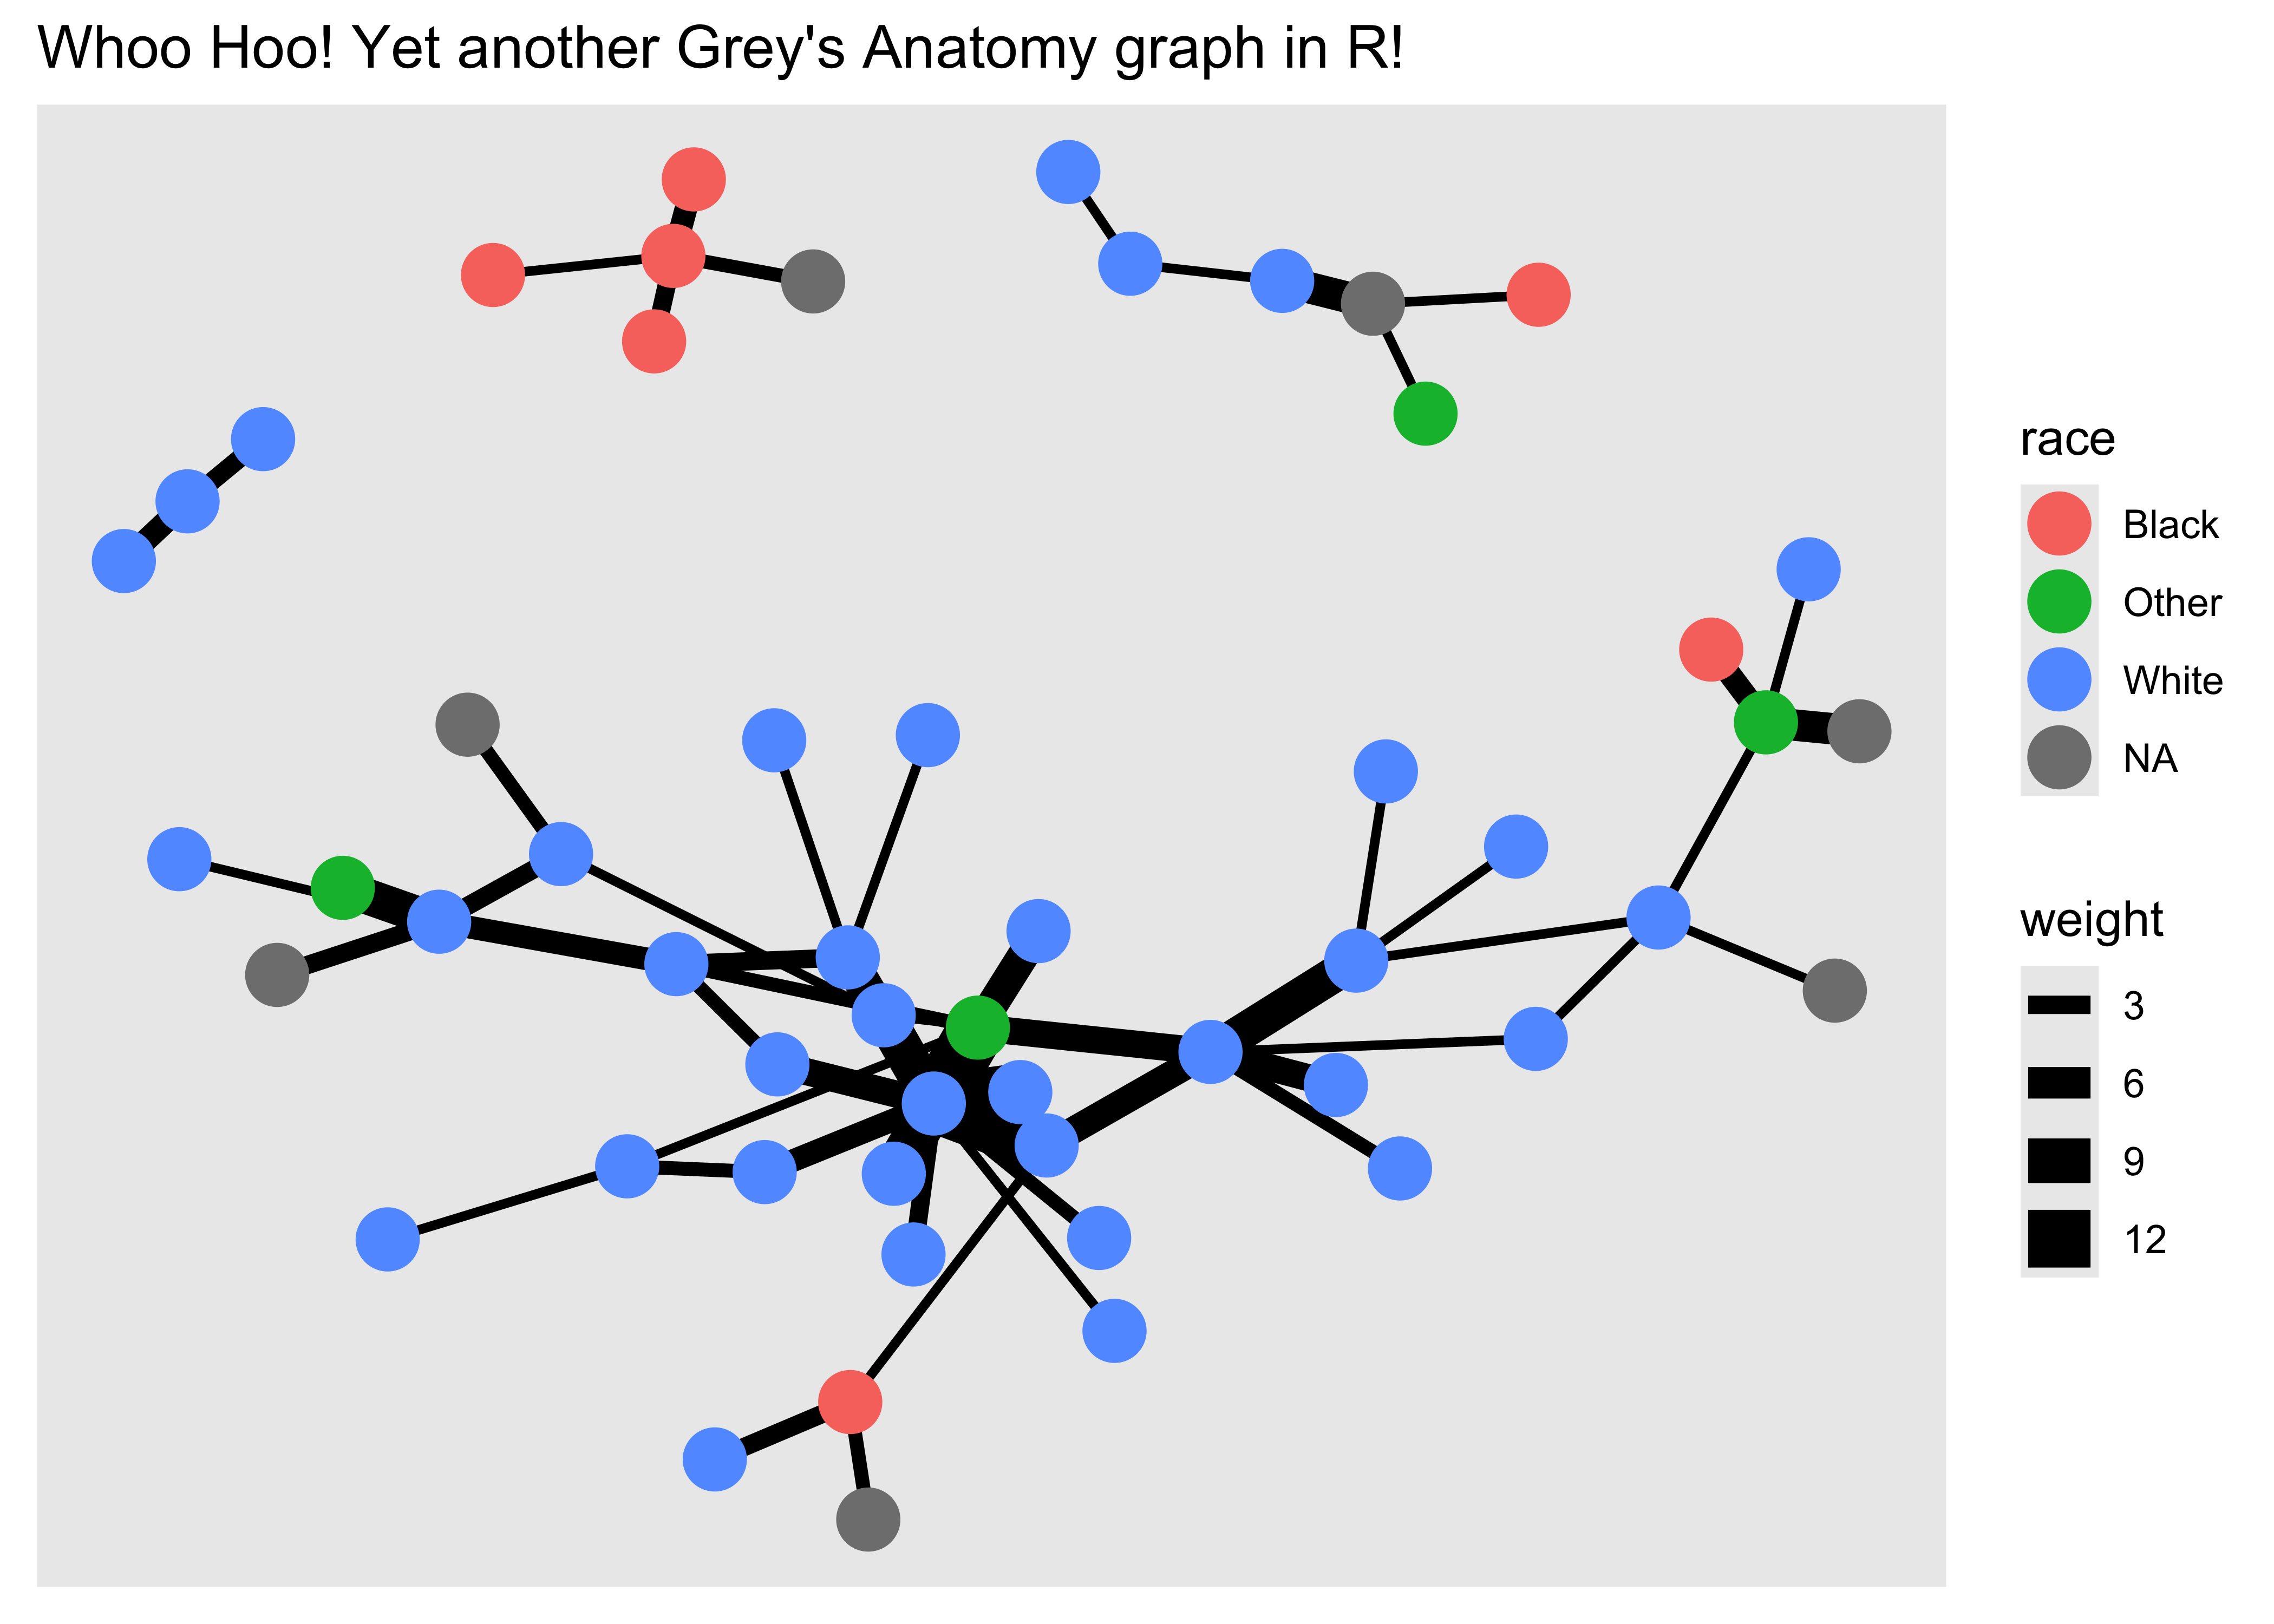 Whoo Hoo! Yet another Grey's Anatomy graph in R!
race
Black
Other
White
NA
weight
3
6
9
12